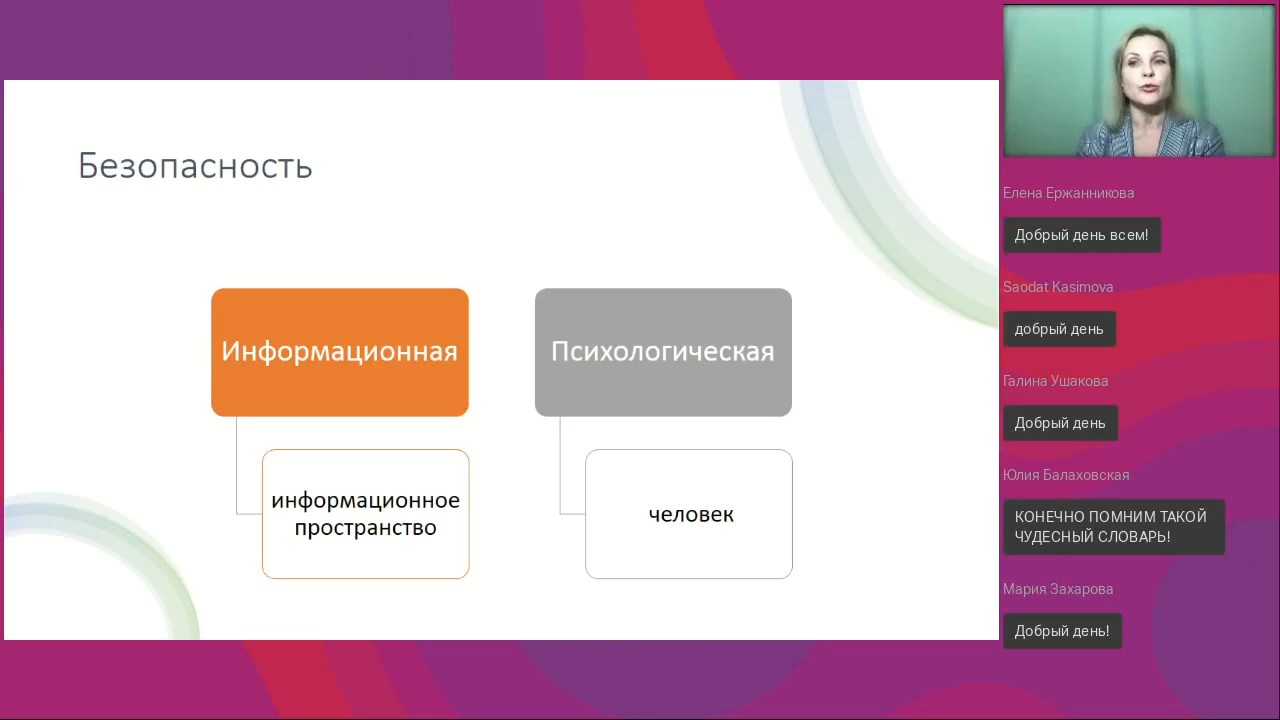 Безопасность
Информационная
информационное
пространство
Психологическая
человек
Елена Ержанникова
Добрый день всем!
Saodat Kasimova
добрый день
Галина Ушакова
Добрый день
Юлия Балаховская
КОНЕЧНО ПОМНИМ ТАКОЙ
ЧУДЕСНЫЙ СЛОВАРЬ!
Мария Захарова
Добрый день!